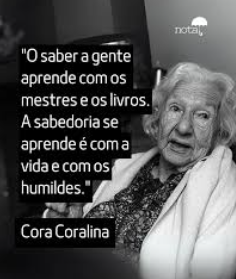 nota
"O saber a gente
aprende com os
mestres e os livros.
A sabedoria se
aprende é com a
vida e com os
humildes."
Cora Coralina